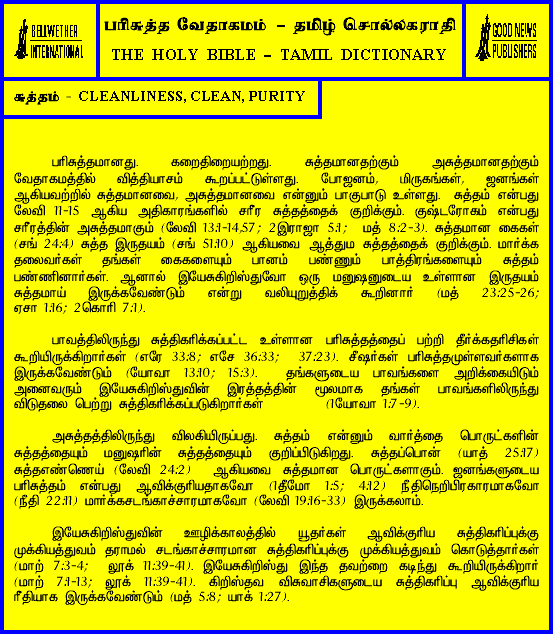 BELLWETHER
INTERNATIONAL
பரிசுத்த வேதாகமம் - தமிழ் சொல்லகராதி
THE HOLY BIBLE - TAMIL DICTIONARY
GOOD NEWS
PUBLISHERS
சுத்தம் - CLEANLINESS, CLEAN, PURITY
பரிசுத்தமானது. கறைதிறையற்றது. சுத்தமானதற்கும் அசுத்தமானதற்கும்
வேதாகமத்தில் வித்தியாசம் கூறப்பட்டுள்ளது. போஜனம், மிருகங்கள், ஜனங்கள்
ஆகியவற்றில் சுத்தமானவை, அசுத்தமானவை என்னும் பாகுபாடு உள்ளது. சுத்தம் என்பது
லேவி 11-15 ஆகிய அதிகாரங்களில் சரீர சுத்தத்தைக் குறிக்கும். குஷ்டரோகம் என்பது
சரீரத்தின் அசுத்தமாகும் (லேவி 13:1-14,57; 2இராஜா 5:1; மத் 8:2-3). சுத்தமான கைகள்
(சங் 24:4) சுத்த இருதயம் (சங் 51:10) ஆகியவை ஆத்தும சுத்தத்தைக் குறிக்கும். மார்க்க
தலைவர்கள் தங்கள் கைகளையும் பானம் பண்ணும் பாத்திரங்களையும் சுத்தம்
பண்ணினார்கள். ஆனால் இயேசுகிறிஸ்துவோ ஒரு மனுஷனுடைய உள்ளான இருதயம்
சுத்தமாய் இருக்கவேண்டும் என்று வலியுறுத்திக் கூறினார் (மத் 23:25-26;
ஏசா 1:16; 2கொரி 7:1).
பாவத்திலிருந்து சுத்திகரிக்கப்பட்ட உள்ளான பரிசுத்தத்தைப் பற்றி தீர்க்கதரிசிகள்
கூறியிருக்கிறார்கள் (எரே 33:8; எசே 36:33; 37:23). சீஷர்கள் பரிசுத்தமுள்ளவர்களாக
இருக்கவேண்டும் (யோவா 13:10; 15:3). தங்களுடைய பாவங்களை அறிக்கையிடும்
அனைவரும் இயேசுகிறிஸ்துவின் இரத்தத்தின் மூலமாக தங்கள் பாவங்களிலிருந்து
விடுதலை பெற்று சுத்திகரிக்கப்படுகிறார்கள் (1யோவா 1:7-9).
அசுத்தத்திலிருந்து விலகியிருப்பது. சுத்தம் என்னும் வார்த்தை பொருட்களின்
சுத்தத்தையும் மனுஷரின் சுத்தத்தையும் குறிப்பிடுகிறது. சுத்தப்பொன் (யாத் 25:17)
சுத்தஎண்ணெய் (லேவி 24:2) ஆகியவை சுத்தமான பொருட்களாகும். ஜனங்களுடைய
பரிசுத்தம் என்பது ஆவிக்குரியதாகவோ (1தீமோ 1:5; 4:12) நீதிநெறிபிரகாரமாகவோ
(நீதி 22:11) மார்க்கசடங்காச்சாரமாகவோ (லேவி 19:16-33) இருக்கலாம்.
இயேசுகிறிஸ்துவின் ஊழிக்காலத்தில் யூதர்கள் ஆவிக்குரிய சுத்திகரிப்புக்கு
முக்கியத்துவம் தராமல் சடங்காச்சாரமான சுத்திகரிப்புக்கு முக்கியத்துவம் கொடுத்தார்கள்
(மாற் 7:3-4; லூக் 11:39-41). இயேசுகிறிஸ்து இந்த தவற்றை கடிந்து கூறியிருக்கிறார்
(மாற் 7:1-13; லூக் 11:39-41). கிறிஸ்தவ விசுவாசிகளுடைய சுத்திகரிப்பு ஆவிக்குரிய
ரீதியாக இருக்கவேண்டும் (மத் 5:8; யாக் 1:27).